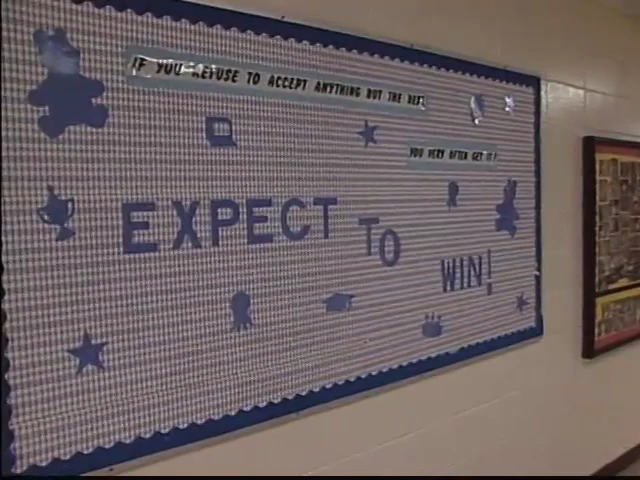 IF YOU REFUSE TO ACCEPT ANYTHING BUT THE BEST,
YOU VERY OFTEN GET IT!
EXPECT TO WIN!